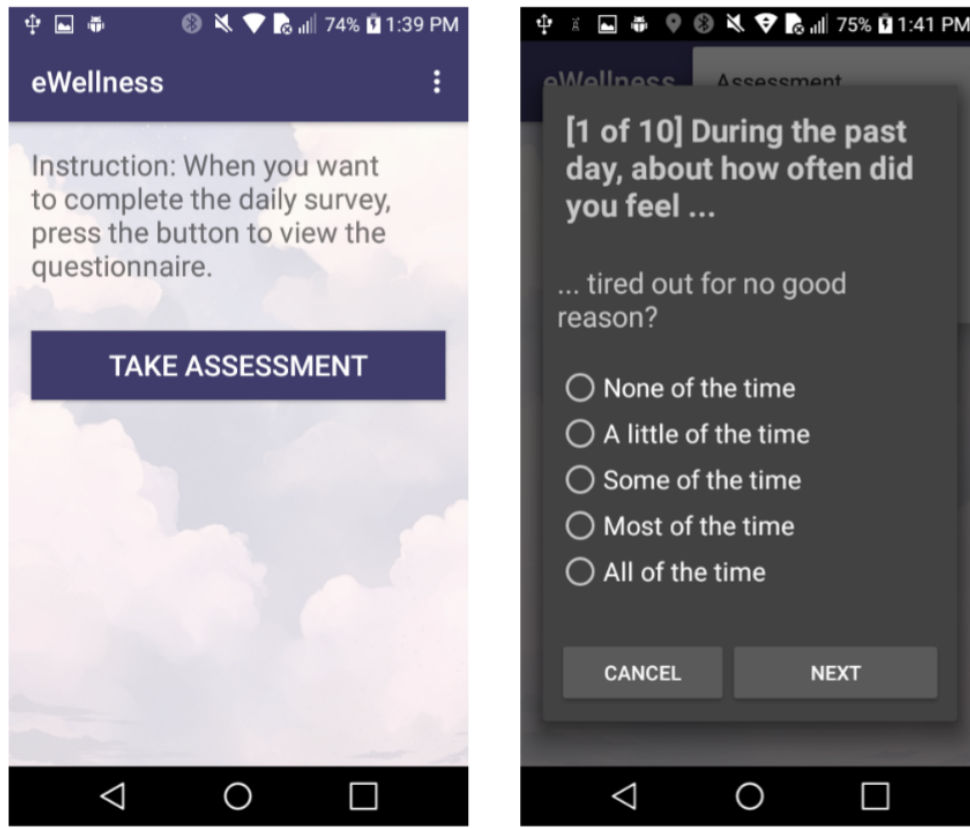 74% 1:39 PM
eWellness
Instruction: When you want
to complete the daily survey,
press the button to view the
questionnaire.
TAKE ASSESSMENT
75% 1:41 PM
eWellness Assessment
[1 of 10] During the past
day, about how often did
you feel ...
... tired out for no good
reason?
None of the time
A little of the time
Some of the time
Most of the time
All of the time
CANCEL NEXT